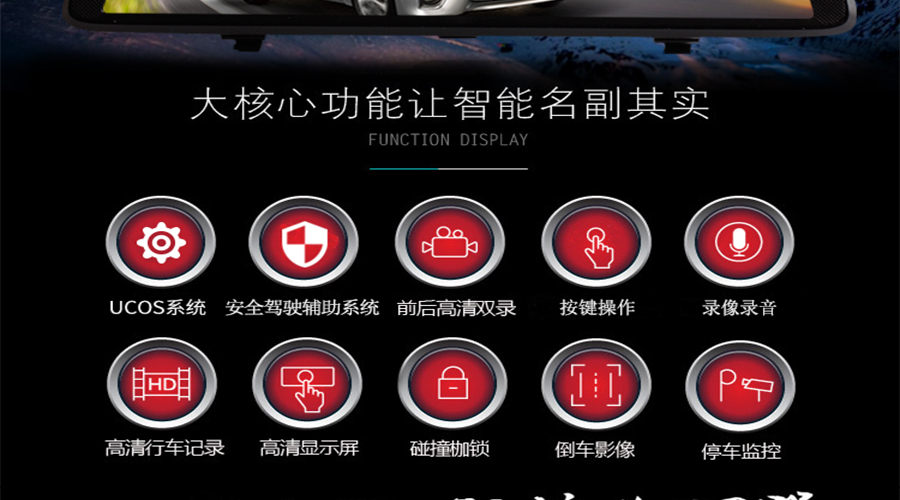 大核心功能让智能名副其实
FUNCTION DISPLAY
UCOS系统 安全驾驶辅助系统 前后高清双录 按键操作 录像录音
HD P
高清行车记录 高清显示屏 碰撞枷锁 倒车影像 停车监控